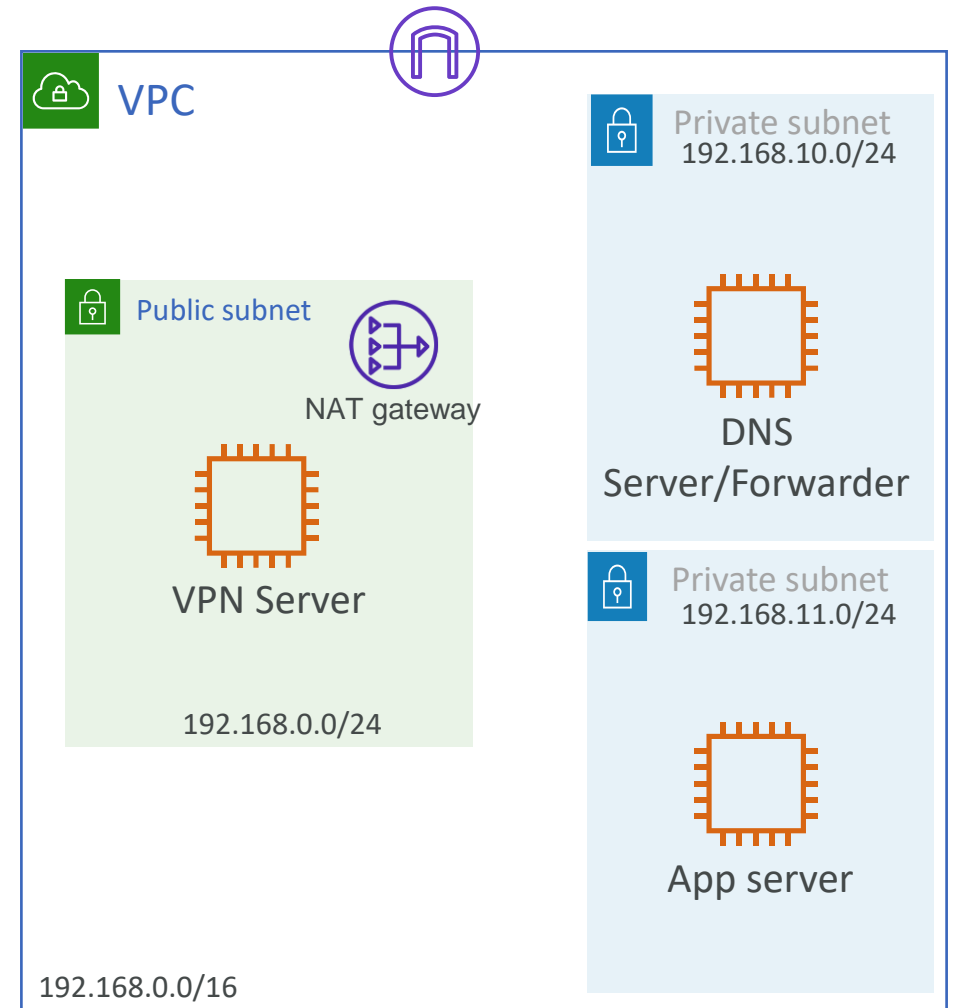 VPC
Private subnet
192.168.10.0/24
Public subnet
NAT gateway
DNS
Server/Forwarder
VPN Server
Private subnet
192.168.11.0/24
192.168.0.0/24
App server
192.168.0.0/16